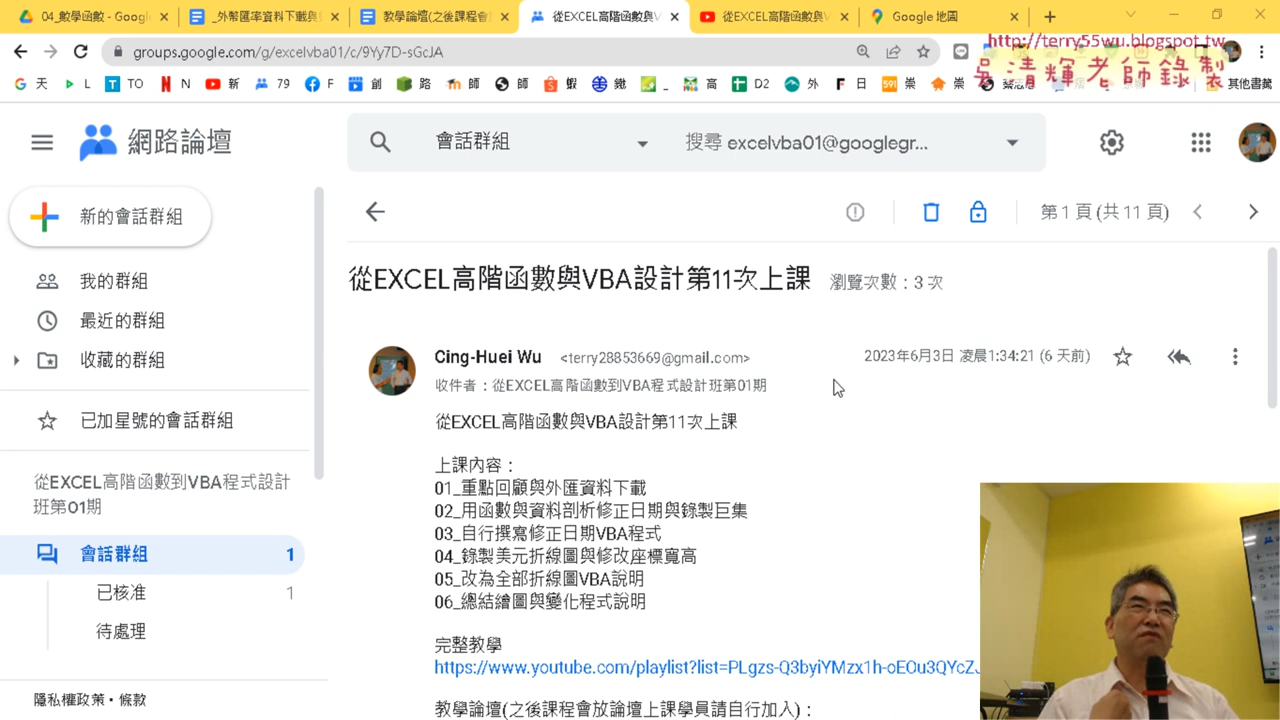 04_數學函數 - Googl
_外幣匯率資料下載與
教學論壇(之後課程會
從EXCEL高階函數與V
從EXCEL高階函數與V
Google 地圖
groups.google.com/g/excelvba01/c/9Yy7D-sGcJA
http://terry55wu.blogspot.tw
吳清輝老師錄製
天
L
TO
N
新
79
F
創
路
師
師
蝦
鐵
高
D2
外
日
崇
崇
其他書籤
網路論壇
會話群組
搜尋 excelvba01@googlegr...
新的會話群組
第 1 頁 (共 11 頁)
我的群組
最近的群組
收藏的群組
已加星號的會話群組
從EXCEL高階函數到VBA程式設計
班第01期
會話群組 1
已核准 1
待處理
隱私權政策 • 條款
從EXCEL高階函數與VBA設計第11次上課 瀏覽次數：3 次
Cing-Huei Wu <terry28853669@gmail.com>
2023年6月3日 凌晨1:34:21 (6 天前)
收件者：從EXCEL高階函數到VBA程式設計班第01期
從EXCEL高階函數與VBA設計第11次上課
上課內容：
01_重點回顧與外匯資料下載
02_用函數與資料剖析修正日期與錄製巨集
03_自行撰寫修正日期VBA程式
04_錄製美元折線圖與修改座標寬高
05_改為全部折線圖VBA說明
06_總結繪圖與變化程式說明
完整教學
https://www.youtube.com/playlist?list=PLgzs-Q3byiYMzx1h-oEOu3QYcZJ
教學論壇(之後課程會放論壇上課學員請自行加入)：